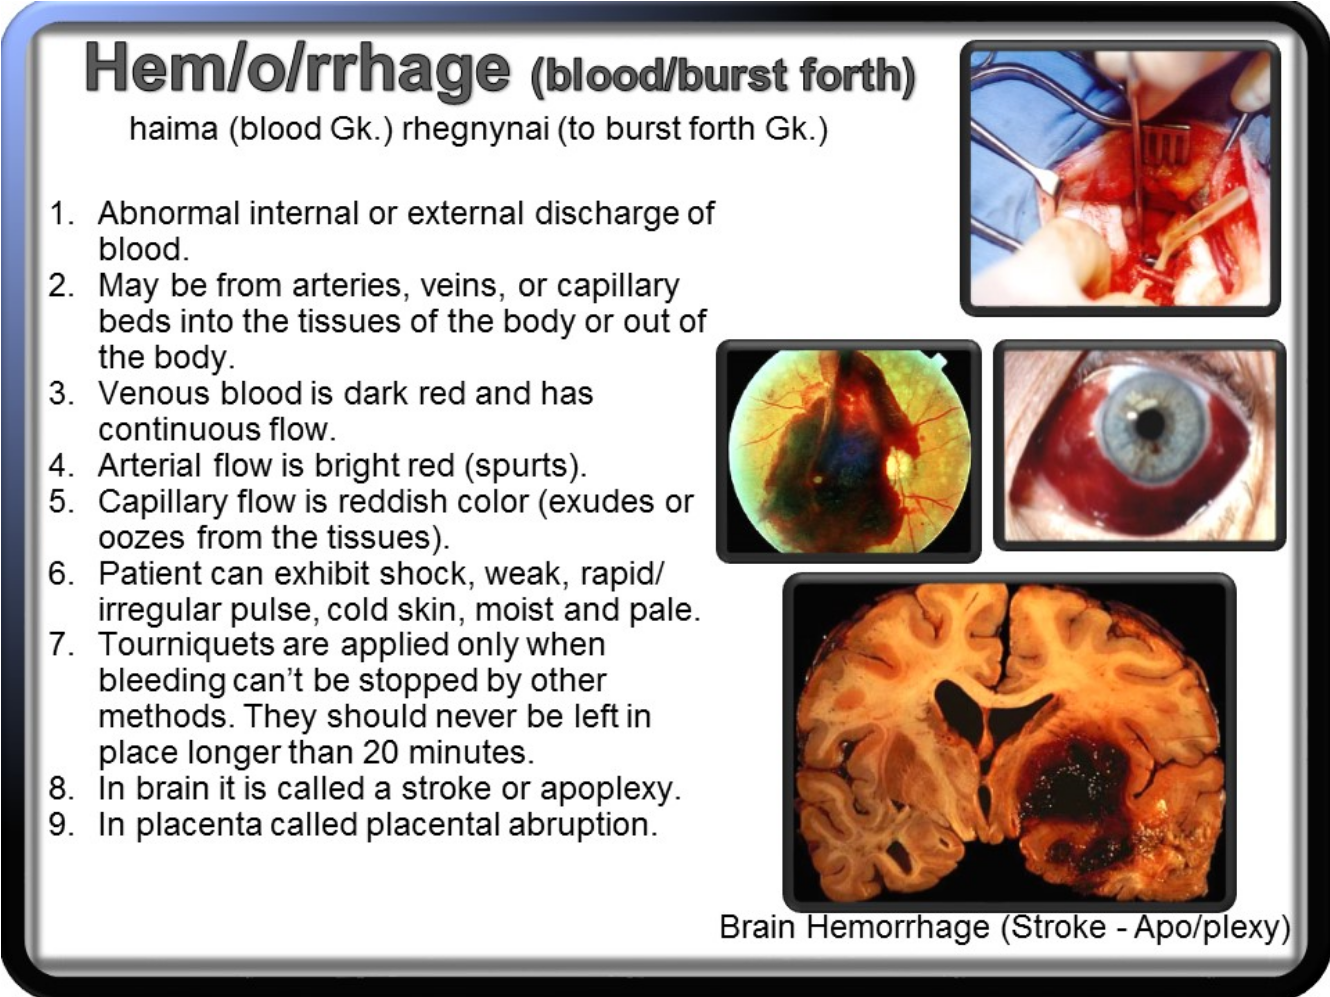 Hem/o/rrhage (blood/burst forth)
haima (blood Gk.) rhegnynai (to burst forth Gk.)
1. Abnormal internal or external discharge of
blood.
2. May be from arteries, veins, or capillary
beds into the tissues of the body or out of
the body.
3. Venous blood is dark red and has
continuous flow.
4. Arterial flow is bright red (spurts).
5. Capillary flow is reddish color (exudes or
oozes from the tissues).
6. Patient can exhibit shock, weak, rapid/
irregular pulse, cold skin, moist and pale.
7. Tourniquets are applied only when
bleeding can’t be stopped by other
methods. They should never be left in
place longer than 20 minutes.
8. In brain it is called a stroke or apoplexy.
9. In placenta called placental abruption.
Brain Hemorrhage (Stroke - Apo/plexy)